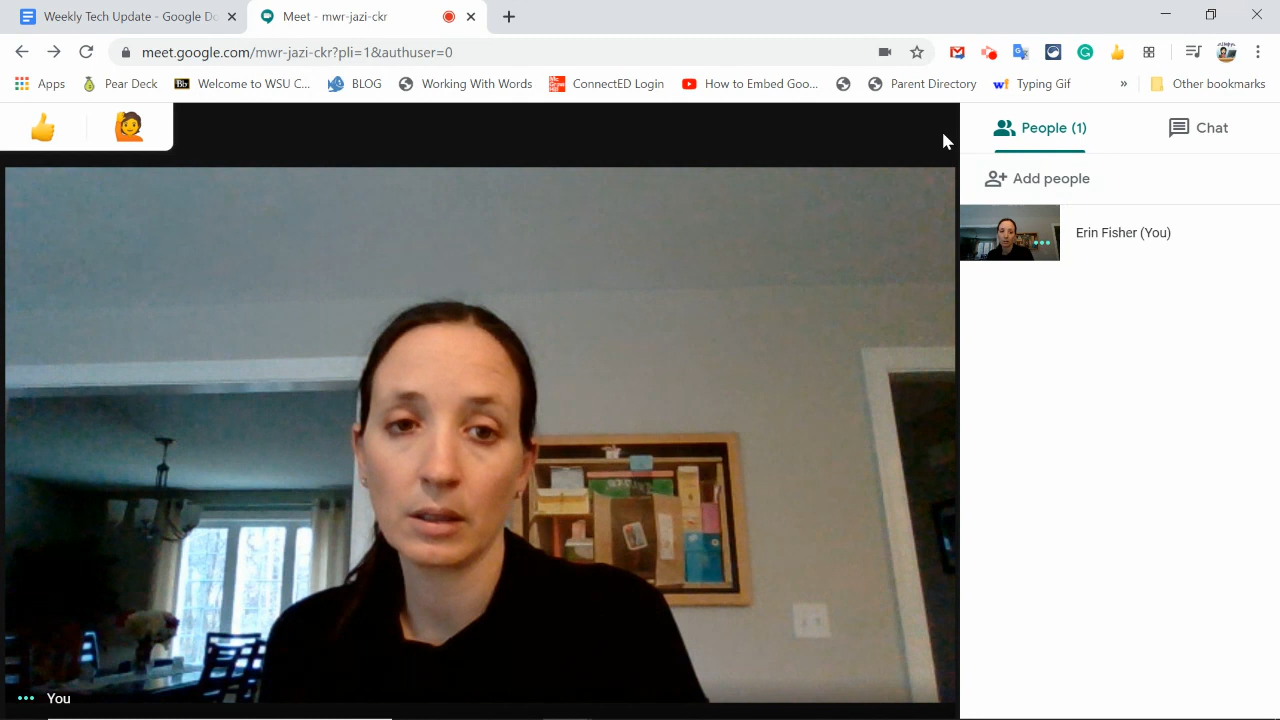 Weekly Tech Update - Google Do
Meet - mwr-jazi-ckr
meet.google.com/mwr-jazi-ckr?pli=1&authuser=0
Apps
Pear Deck
Welcome to WSU C...
BLOG
Working With Words
ConnectED Login
How to Embed Goo...
Parent Directory
Typing Gif
»
Other bookmarks
People (1)
Chat
Add people
Erin Fisher (You)
You